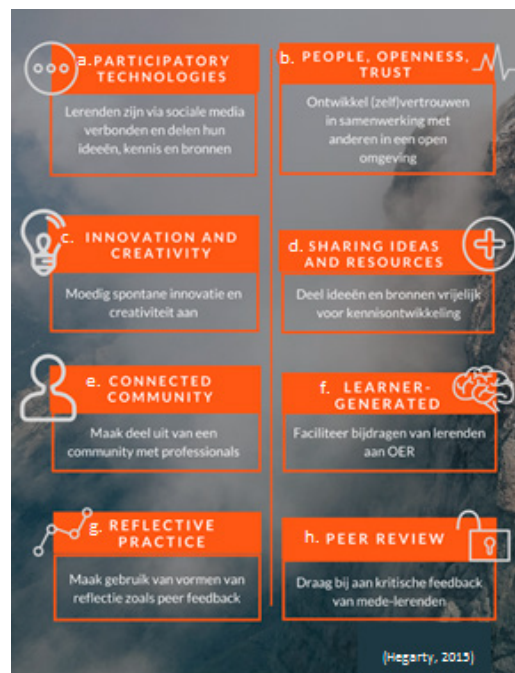 a. PARTICIPATORY
TECHNOLOGIES
Lerenden zijn via sociale media
verbonden en delen hun
ideeën, kennis en bronnen
b. PEOPLE, OPENNESS,
TRUST
Ontwikkel (zelf)vertrouwen
in samenwerking met
anderen in een open
omgeving
c. INNOVATION AND
CREATIVITY
Moedig spontane innovatie en
creativiteit aan
d. SHARING IDEAS
AND RESOURCES
Deel ideeën en bronnen vrijelijk
voor kennisontwikkeling
e. CONNECTED
COMMUNITY
Maak deel uit van een
community met professionals
f. LEARNER-
GENERATED
Faciliteer bijdragen van lerenden
aan OER
g. REFLECTIVE
PRACTICE
Maak gebruik van vormen van
reflectie zoals peer feedback
h. PEER REVIEW
Draag bij aan kritische feedback
van mede-lerenden
(Hegarty, 2015)